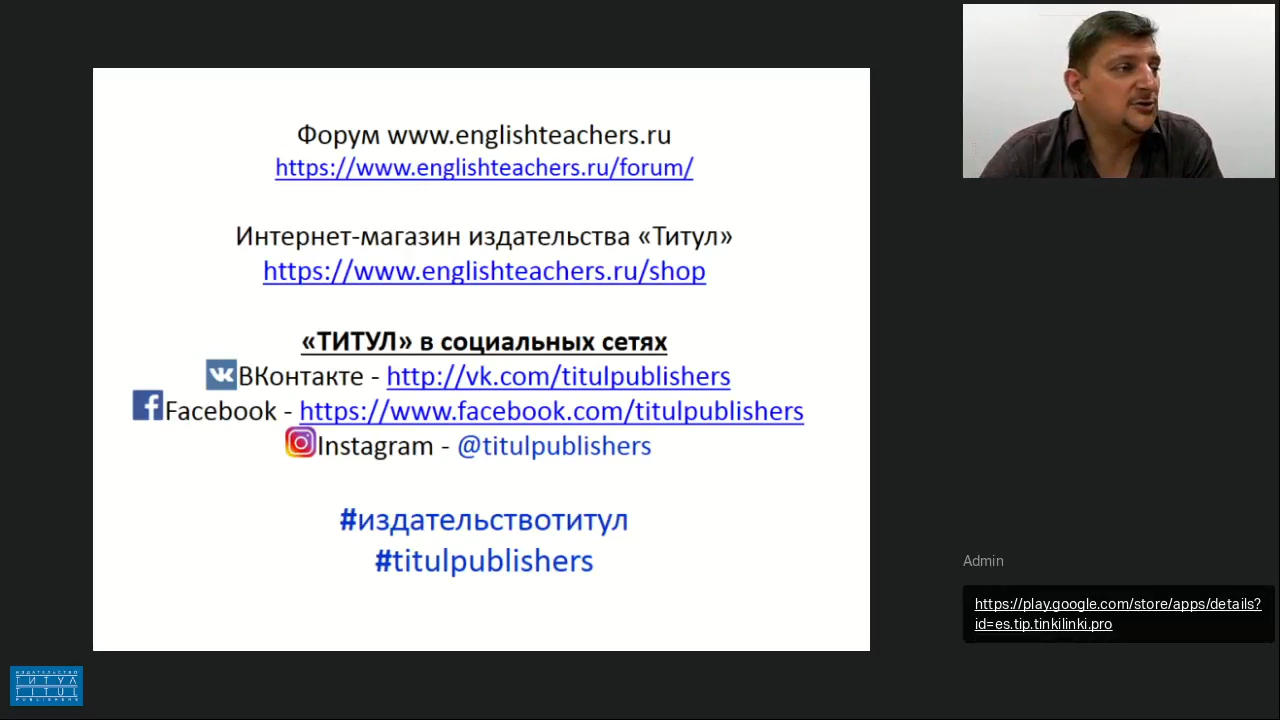 Форум www.englishteachers.ru
https://www.englishteachers.ru/forum/
Интернет-магазин издательства «Титул»
https://www.englishteachers.ru/shop
«ТИТУЛ» в социальных сетях
ВКонтакте - http://vk.com/titulpublishers
Facebook - https://www.facebook.com/titulpublishers
Instagram - @titulpublishers
#издательствотитул
#titulpublishers
Admin
https://play.google.com/store/apps/details?
id=es.tip.tinkilinki.pro
ИЗДАТЕЛЬСТВО
ТИТУЛ
TITUL
PUBLISHERS